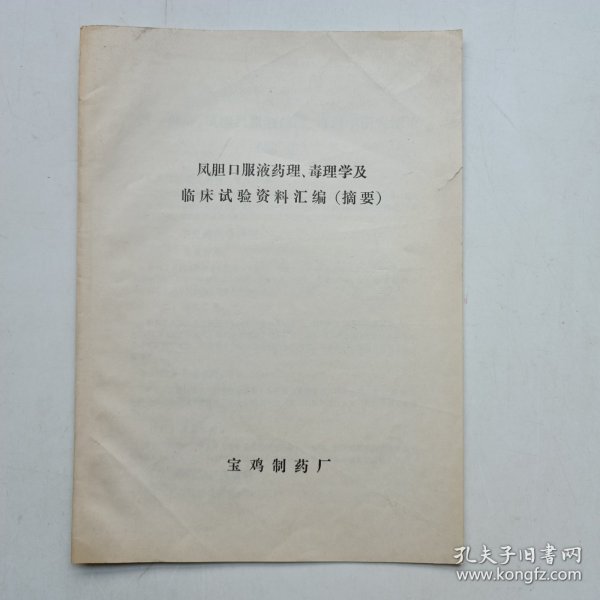 凤胆口服液药理、毒理学及
临床试验资料汇编（摘要）
宝鸡制药厂
孔夫子旧书网
www.kongfz.com